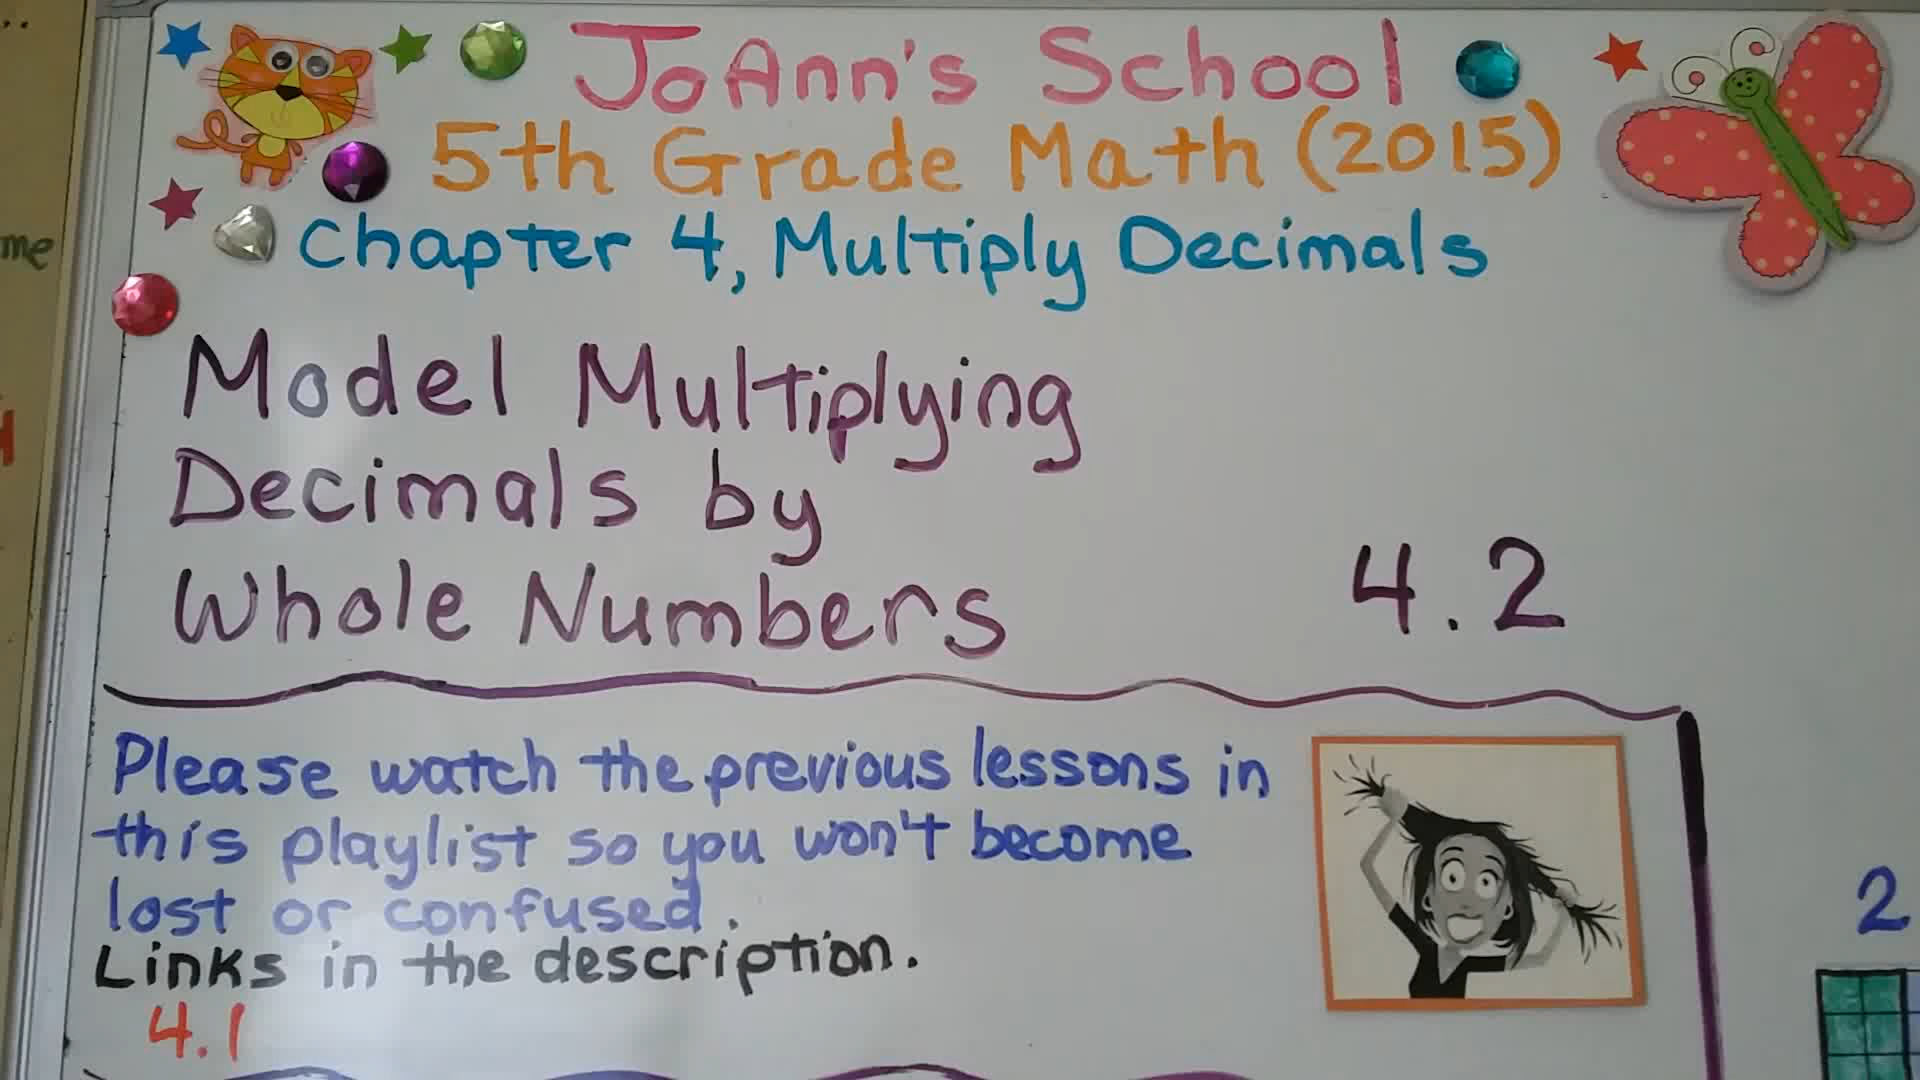 JoAnn's School
5th Grade Math (2015)
Chapter 4, Multiply Decimals
Model Multiplying
Decimals by
Whole Numbers
4.2
Please watch the previous lessons in
this playlist so you won't become
lost or confused.
Links in the description.
4.1
me
2